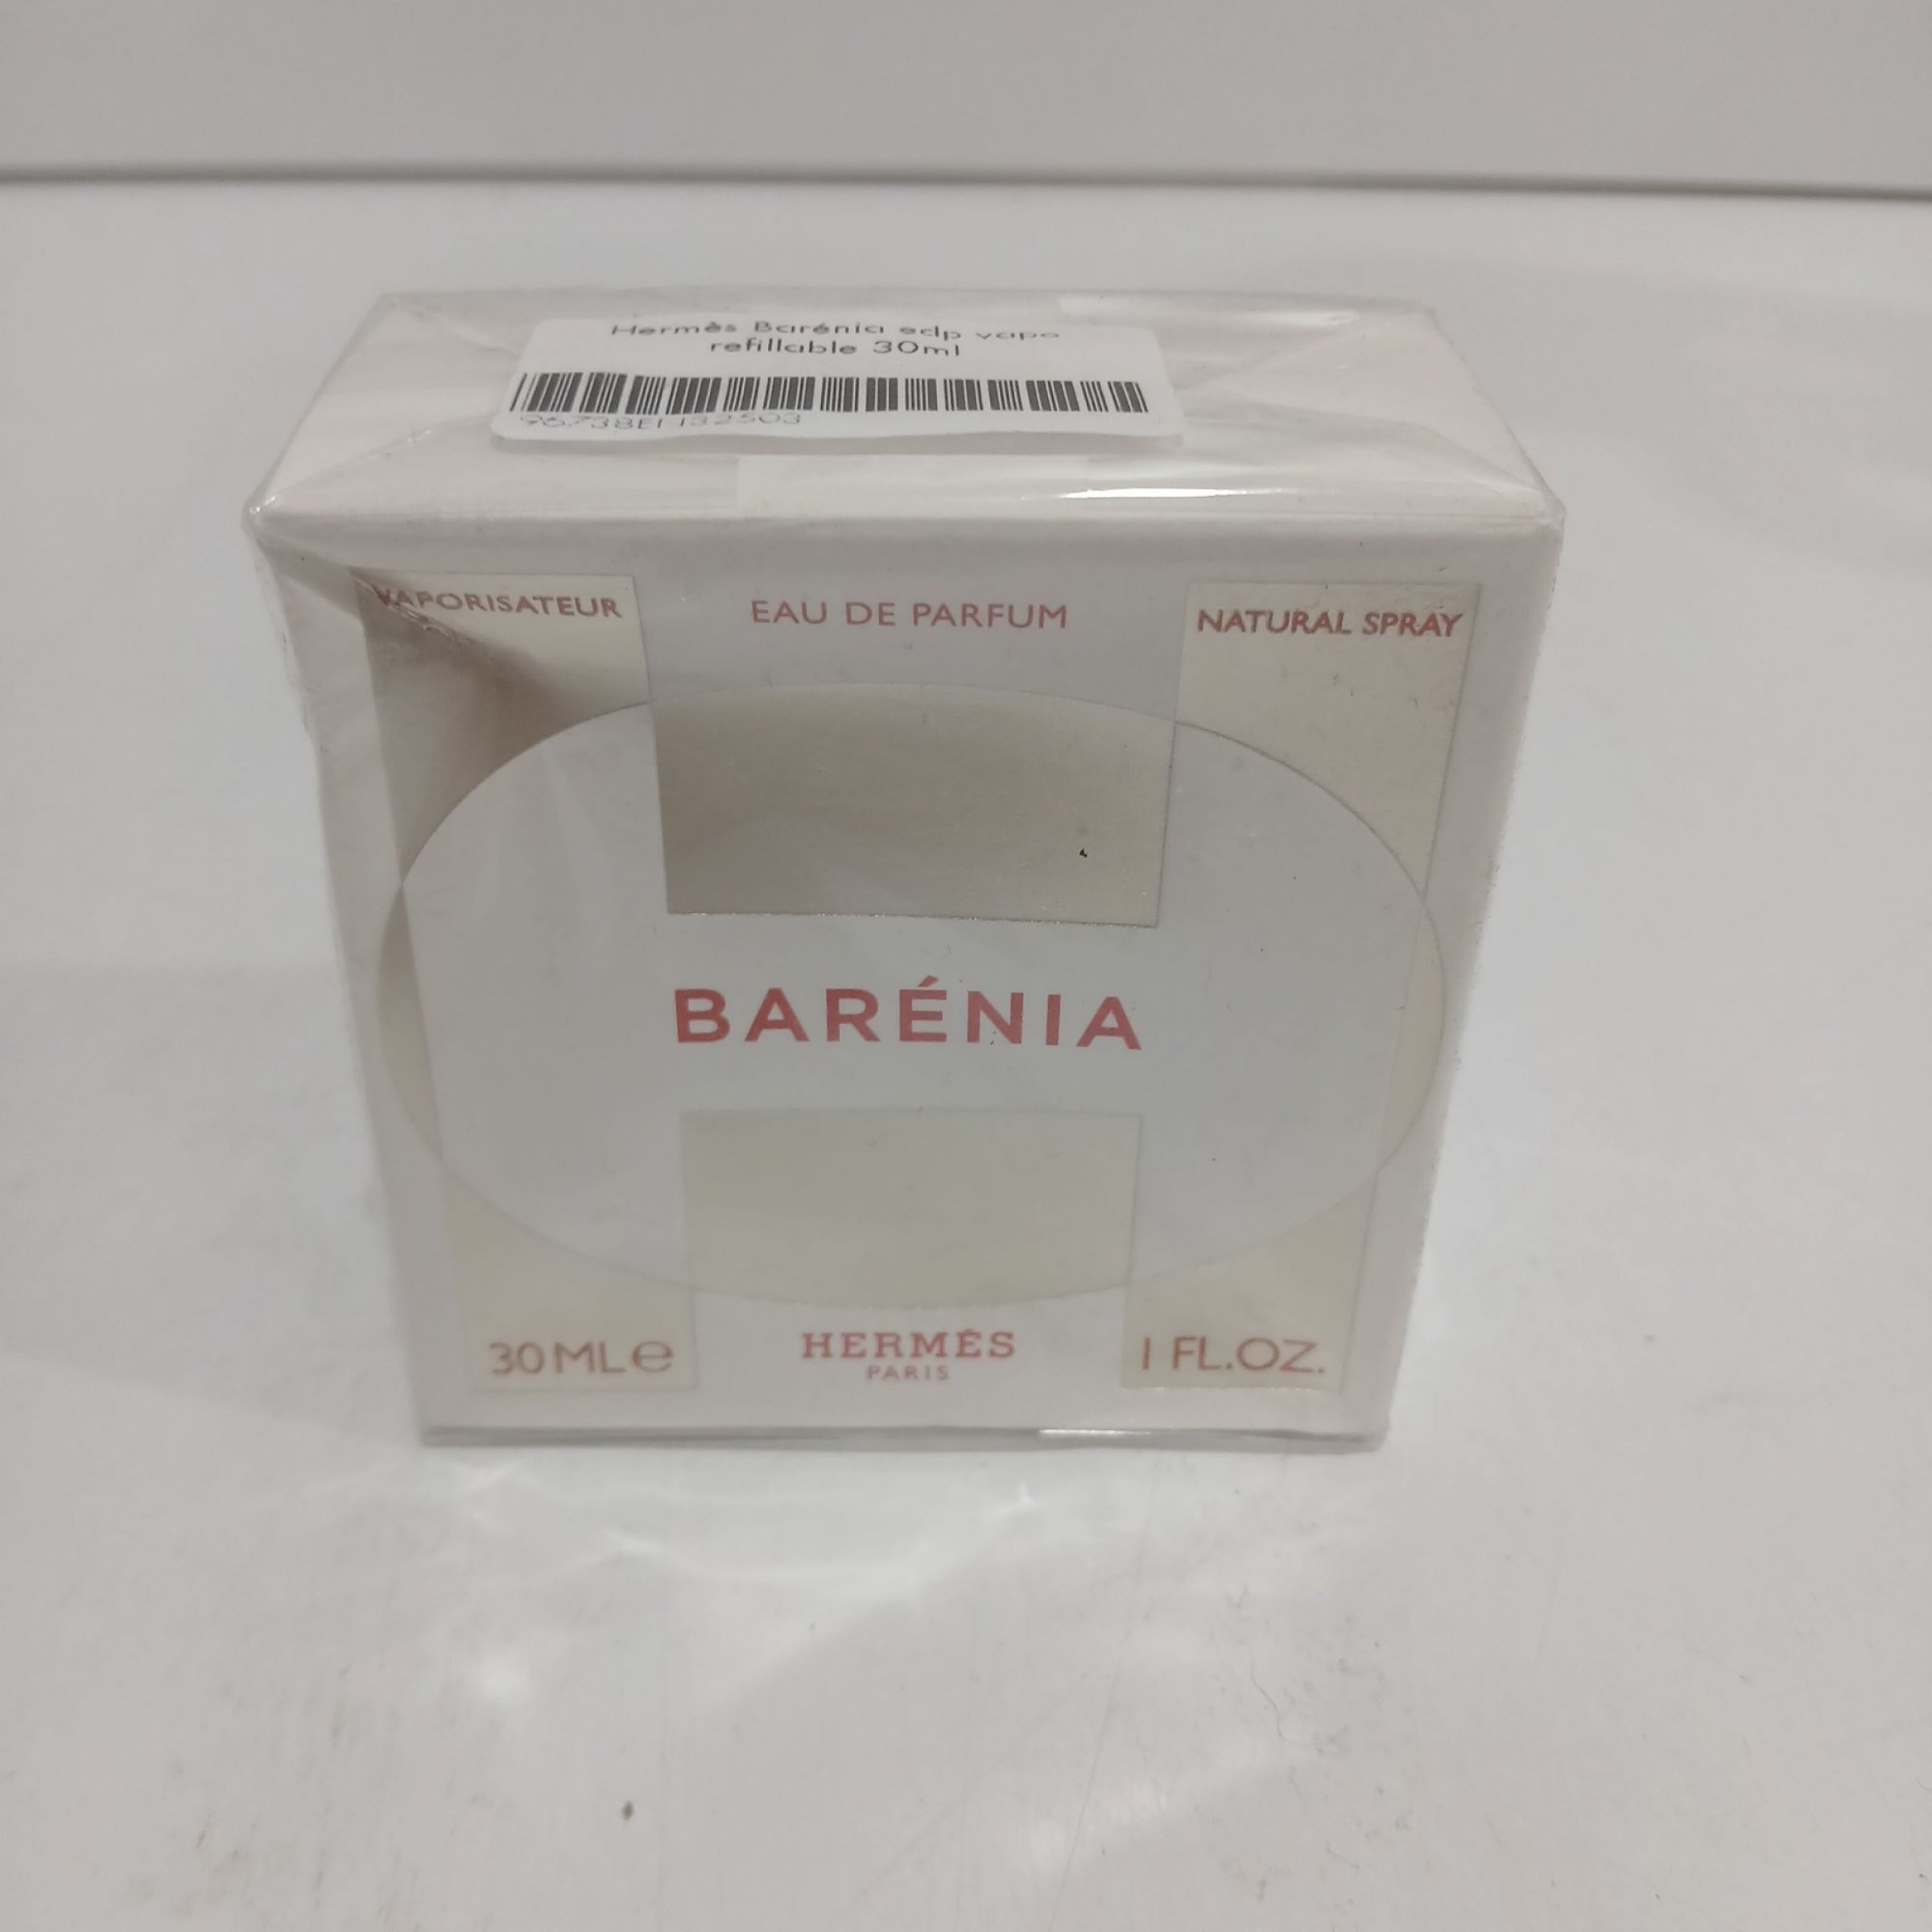 Hermès Barénia edp vapo
refillable 30ml
96738EN32503
VAPORISATEUR
EAU DE PARFUM
NATURAL SPRAY
BARÉNIA
30 ML e
HERMÈS
PARIS
1 FL.OZ.